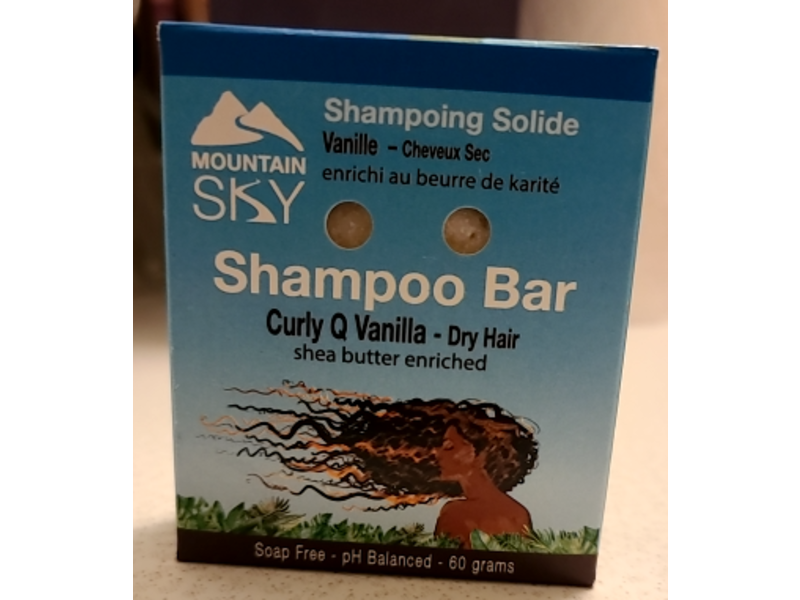 MOUNTAIN
SKY
Shampoing Solide
Vanille – Cheveux Sec
enrichi au beurre de karité
Shampoo Bar
Curly Q Vanilla - Dry Hair
shea butter enriched
Soap Free - pH Balanced - 60 grams